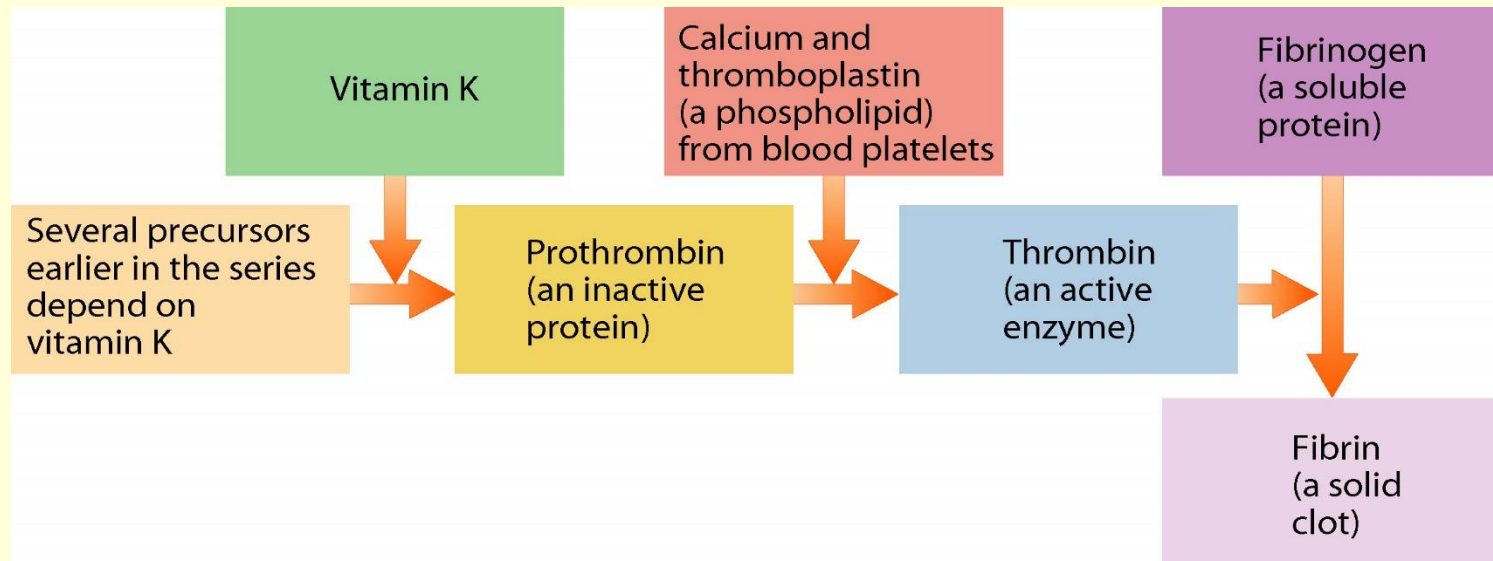 Vitamin K
Calcium and
thromboplastin
(a phospholipid)
from blood platelets
Fibrinogen
(a soluble
protein)
Several precursors
earlier in the series
depend on
vitamin K
Prothrombin
(an inactive
protein)
Thrombin
(an active
enzyme)
Fibrin
(a solid
clot)